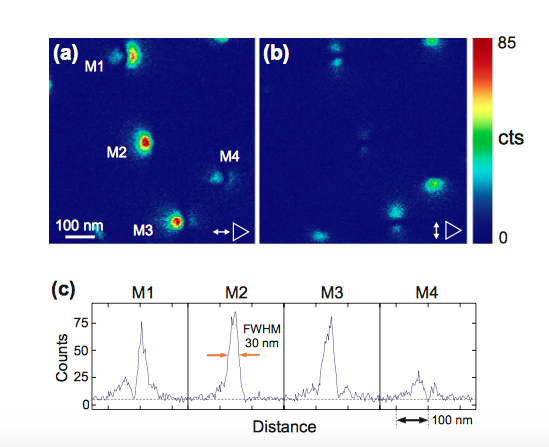 (a)
(b)
85
M1
cts
M2
M4
100 nm
M3
0
(c)
M1 M2 M3 M4
75
FWHM
30 nm
50
25
0
Counts
100 nm
Distance